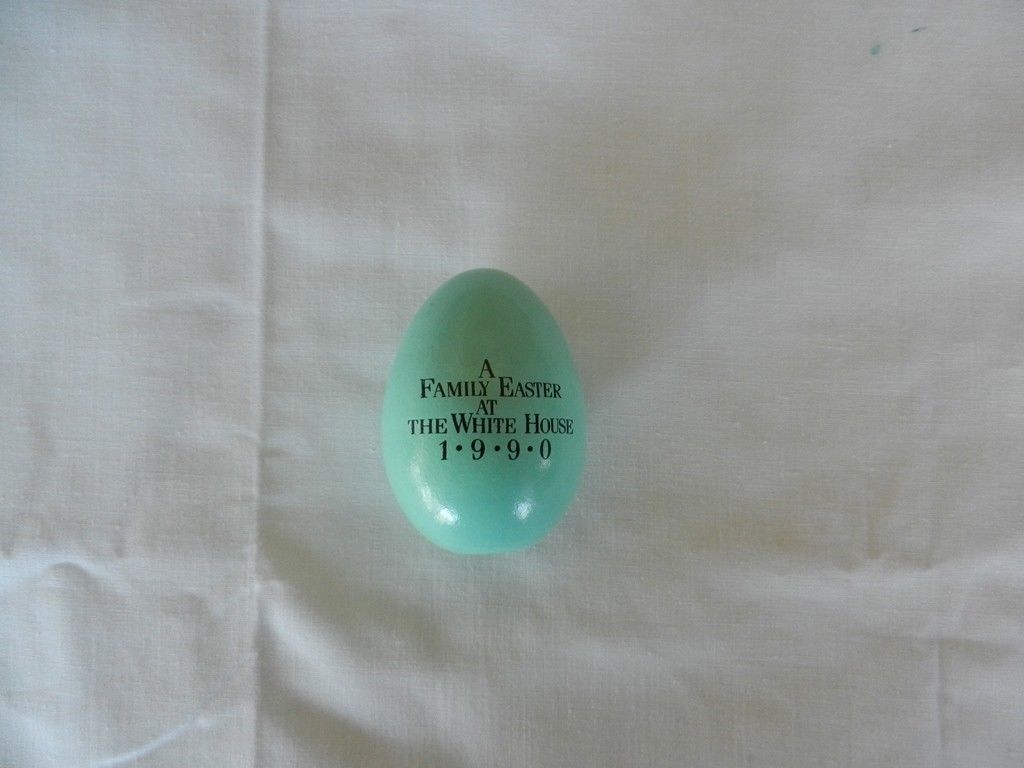 A
FAMILY EASTER
AT
THE WHITE HOUSE
1•9•9•0